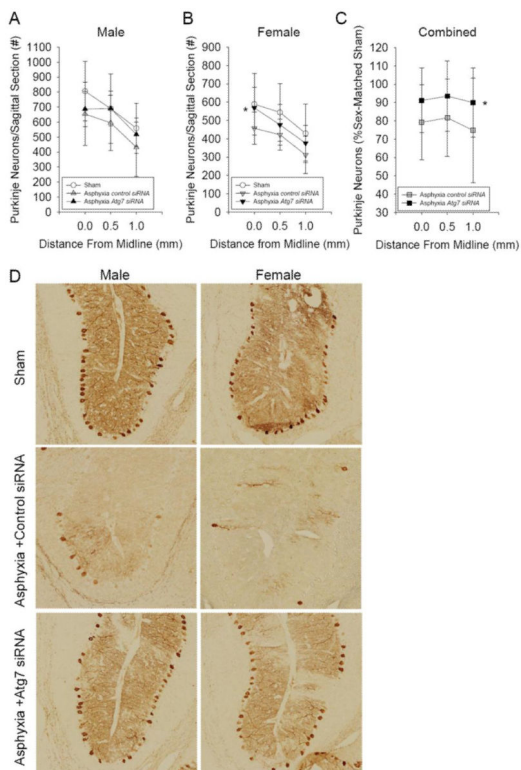 A
Male
Purkinje Neurons/Sagittal Section (#)
1100
1000
900
800
700
600
500
400
300
200
100
0
Sham
Asphyxia control siRNA
Asphyxia Atg7 siRNA
0.0 0.5 1.0
Distance From Midline (mm)
B
Female
Purkinje Neurons/Sagittal Section (#)
900
800
700
600
500
400
300
200
100
0
*
Sham
Asphyxia control siRNA
Asphyxia Atg7 siRNA
0.0 0.5 1.0
Distance from Midline (mm)
C
Combined
Purkinje Neurons (%Sex-Matched Sham)
130
120
110
100
90
80
70
60
50
40
30
20
*
Asphyxia control siRNA
Asphyxia Atg7 siRNA
0.0 0.5 1.0
Distance From Midline (mm)
D
Male Female
Sham
Asphyxia +Control siRNA
Asphyxia +Atg7 siRNA